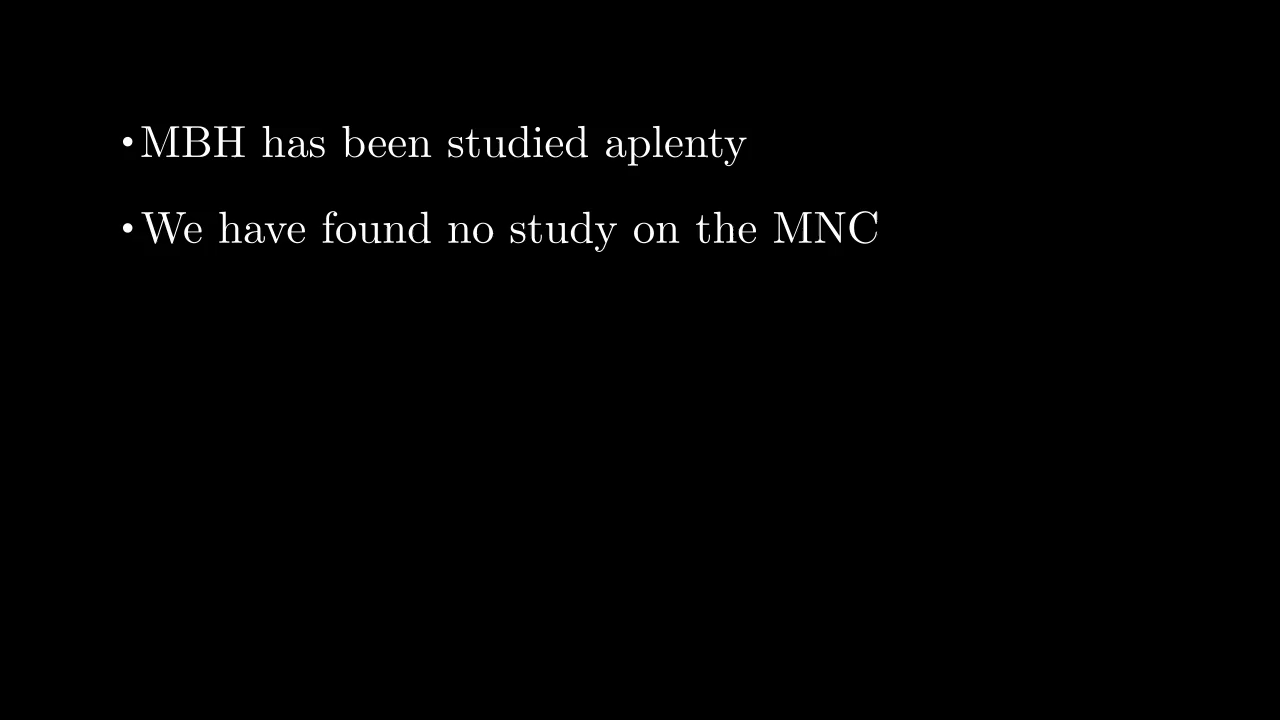 • MBH has been studied aplenty
• We have found no study on the MNC